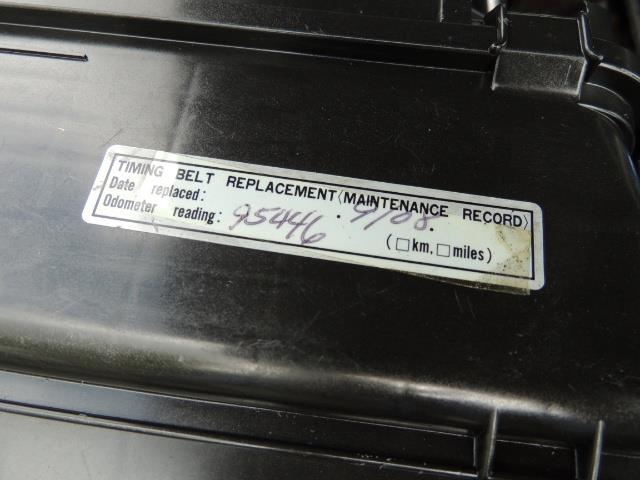 TIMING BELT REPLACEMENT〈MAINTENANCE RECORD〉
Date replaced: 9/08.
Odometer reading: 95446.
(□km,□miles)